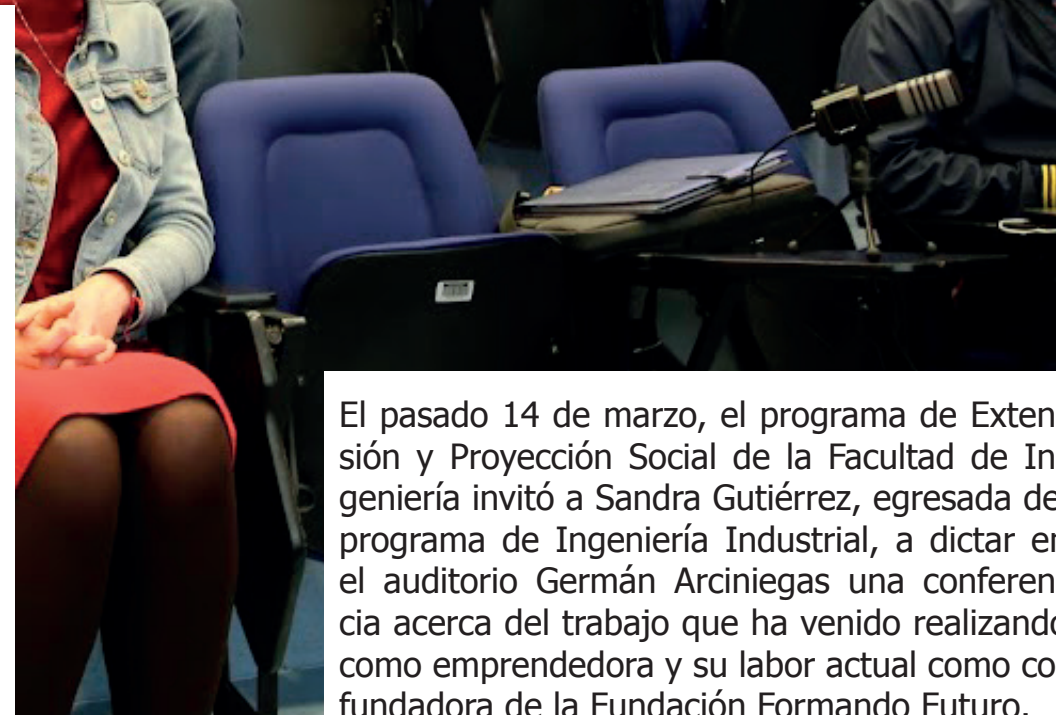 El pasado 14 de marzo, el programa de Exten
sión y Proyección Social de la Facultad de In
geniería invitó a Sandra Gutiérrez, egresada de
programa de Ingeniería Industrial, a dictar en
el auditorio Germán Arciniegas una conferen
cia acerca del trabajo que ha venido realizando
como emprendedora y su labor actual como co
fundadora de la Fundación Formando Futuro.